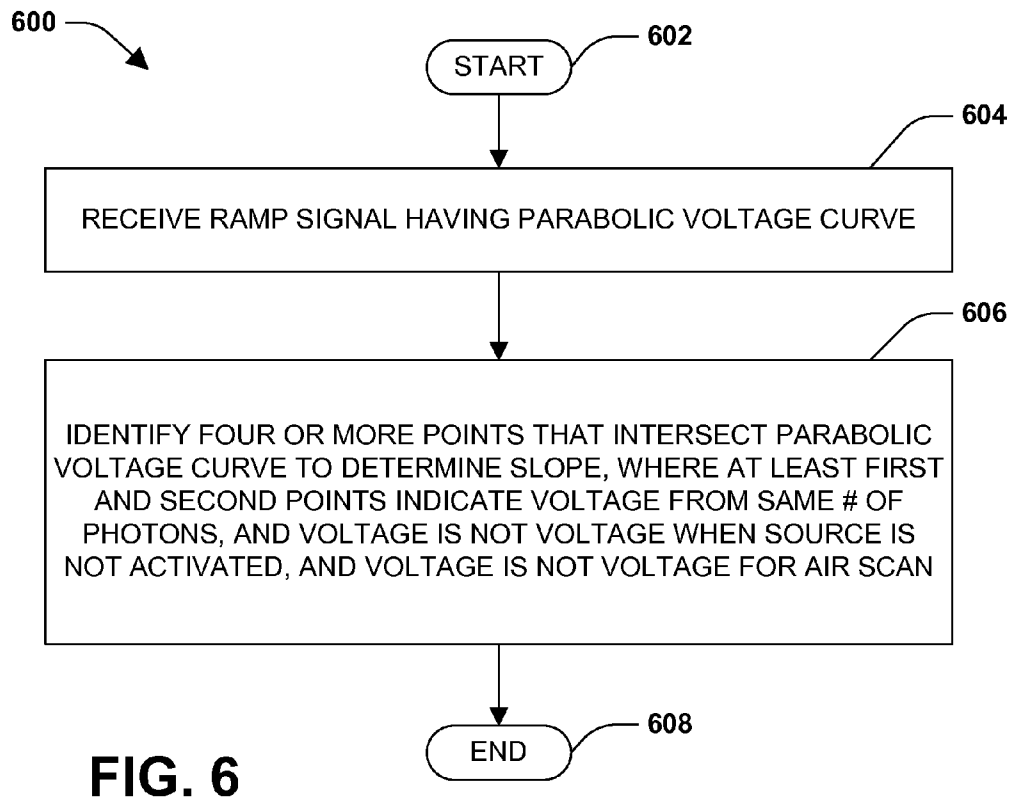 600
START
602
604
RECEIVE RAMP SIGNAL HAVING PARABOLIC VOLTAGE CURVE
606
IDENTIFY FOUR OR MORE POINTS THAT INTERSECT PARABOLIC
VOLTAGE CURVE TO DETERMINE SLOPE, WHERE AT LEAST FIRST
AND SECOND POINTS INDICATE VOLTAGE FROM SAME # OF
PHOTONS, AND VOLTAGE IS NOT VOLTAGE WHEN SOURCE IS
NOT ACTIVATED, AND VOLTAGE IS NOT VOLTAGE FOR AIR SCAN
END
608
FIG. 6